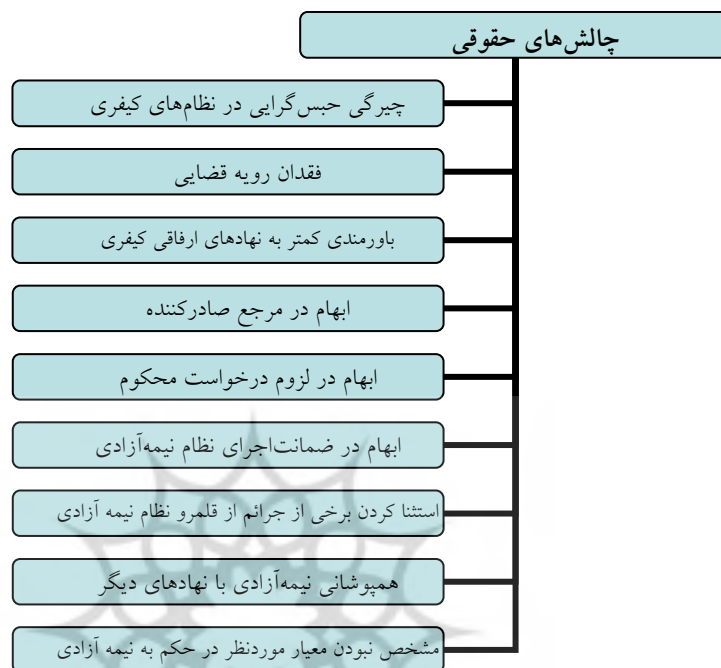 چالش‌های حقوقی
چیرگی حبس‌گرایی در نظام‌های کیفری
فقدان رویه قضایی
باورمندی کمتر به نهادهای ارفاقی کیفری
ابهام در مرجع صادرکننده
ابهام در لزوم درخواست محکوم
ابهام در ضمانت‌اجرای نظام نیمه‌آزادی
استثنا کردن برخی از جرائم از قلمرو نظام نیمه آزادی
همپوشانی نیمه‌آزادی با نهادهای دیگر
مشخص نبودن معیار موردنظر در حکم به نیمه آزادی